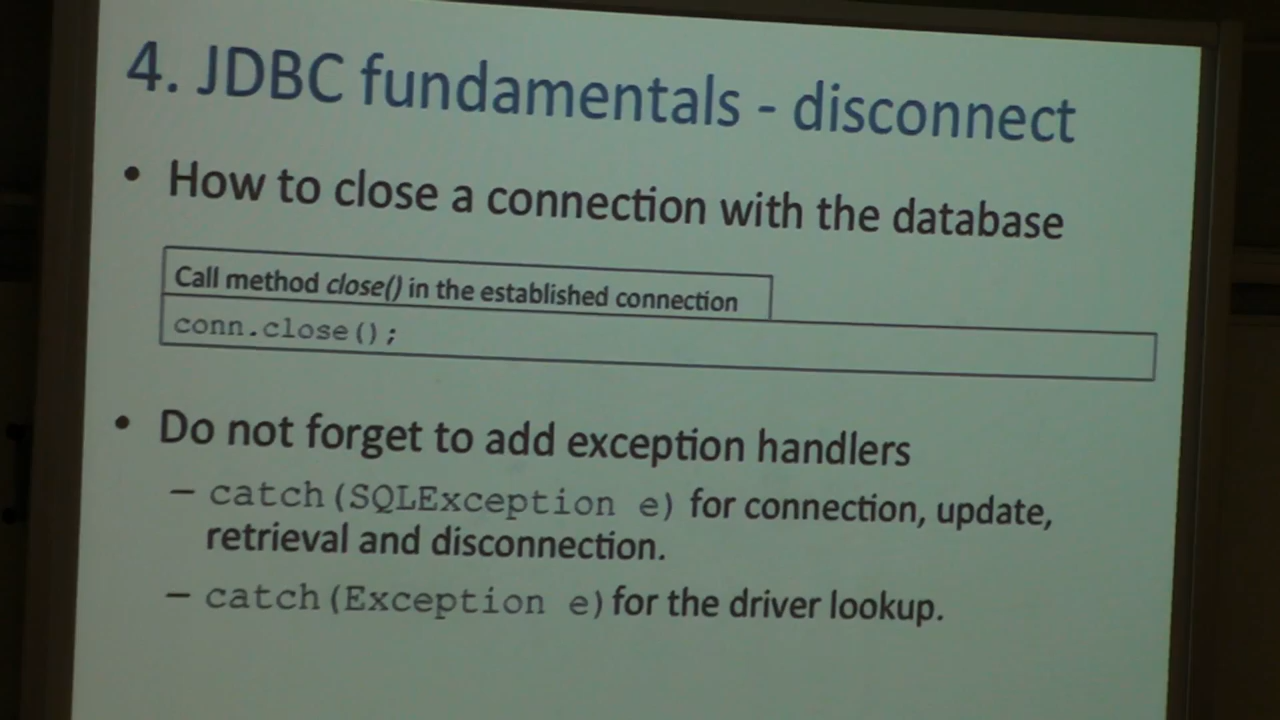 4. JDBC fundamentals - disconnect
• How to close a connection with the database
Call method close() in the established connection
conn.close();
• Do not forget to add exception handlers
– catch(SQLException e) for connection, update,
retrieval and disconnection.
– catch(Exception e) for the driver lookup.